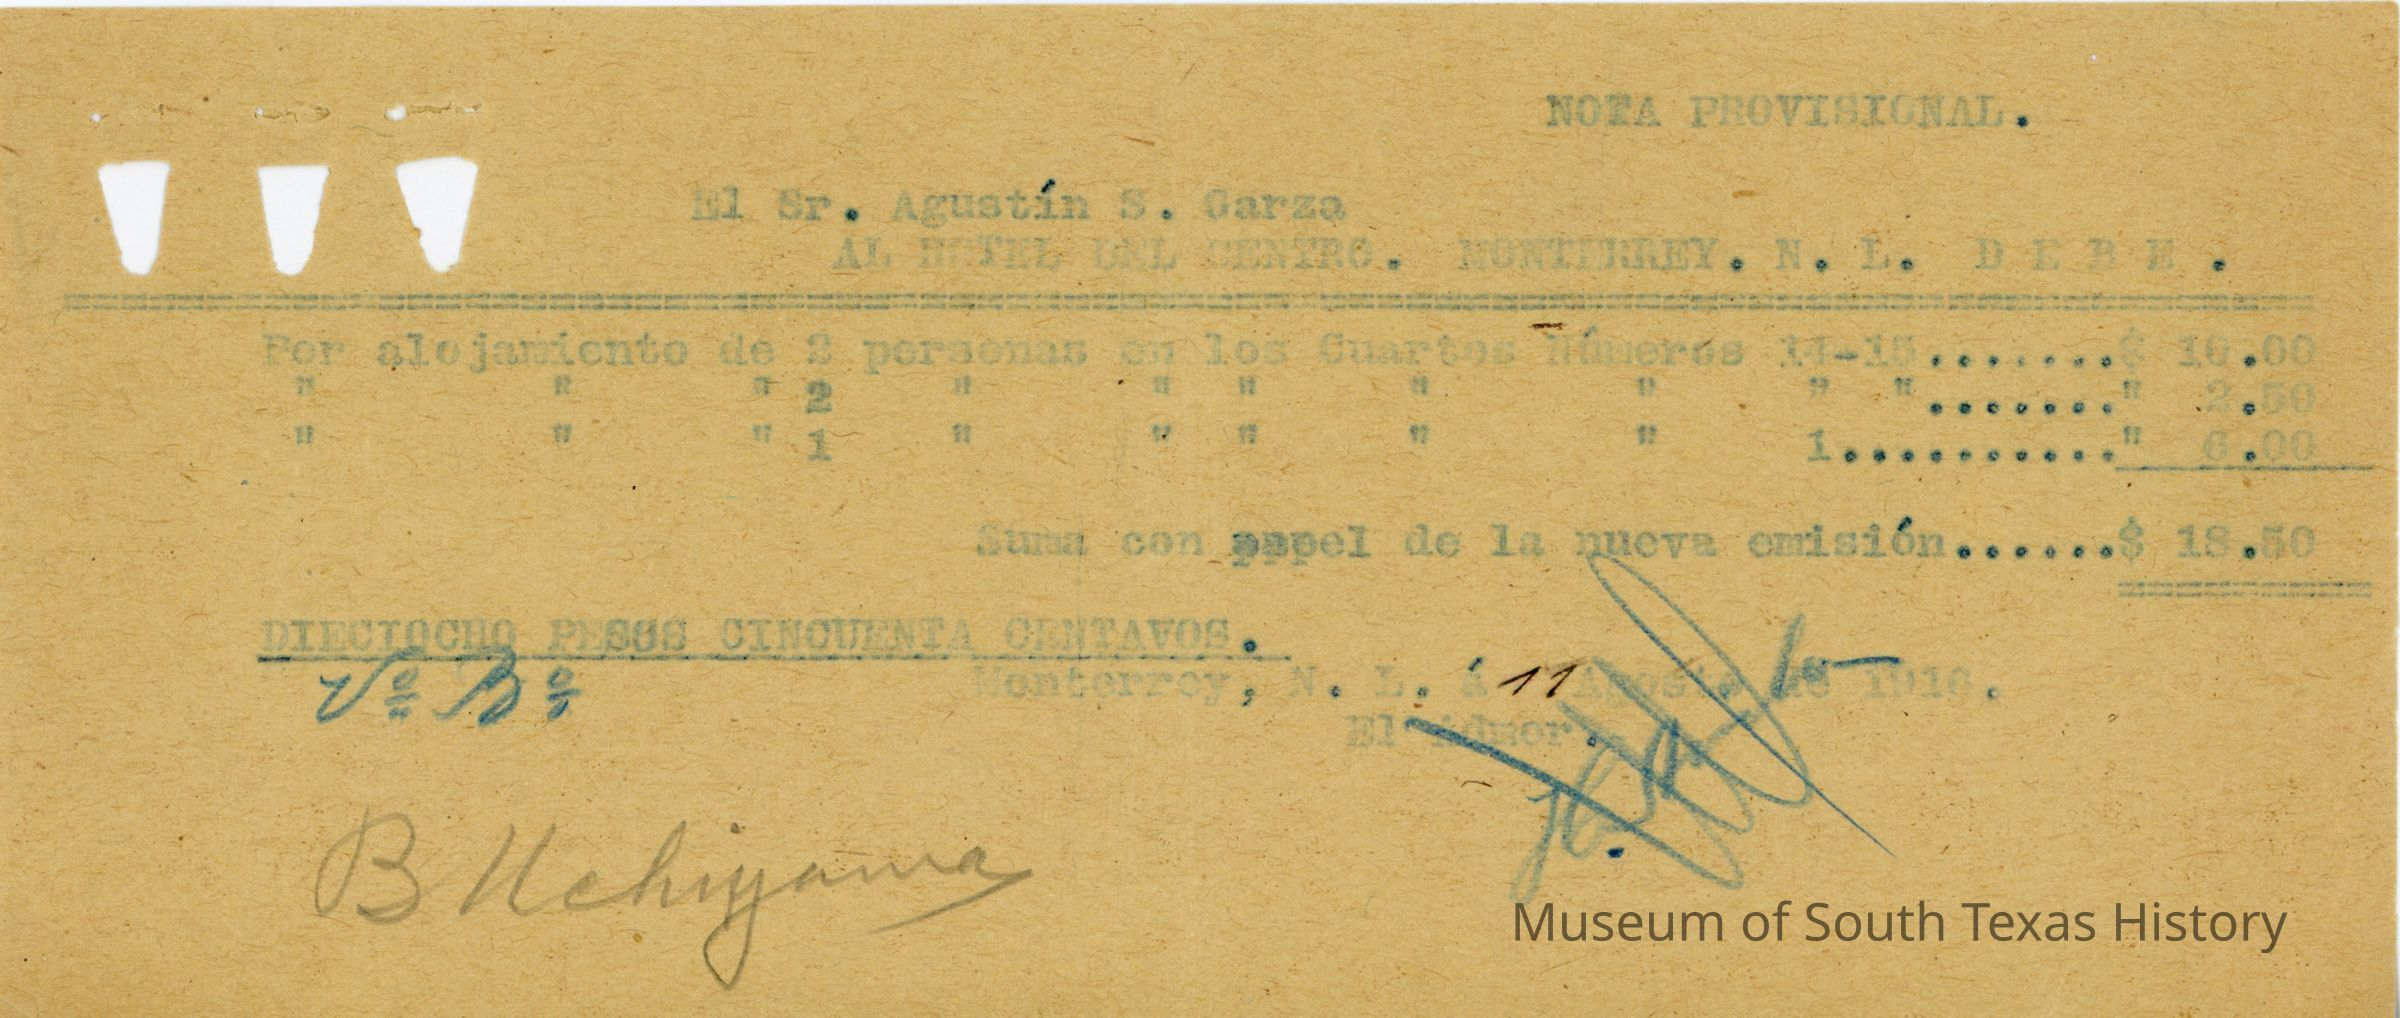 NOTA PROVISIONAL.
El Sr. Agustín S. Garza
AL HOTEL DEL CENTRO. MONTERREY. N. L. D E B E .
Por alojamiento de 2 personas en los Cuartos Números 14-15.......$ 10.00
" " " 2 " " " " " " "........" 2.50
" " " 1 " " " " " 1..........." 6.00
Suma con papel de la nueva emisión......$ 18.50
DIECIOCHO PESOS CINCUENTA CENTAVOS.
Vº Bº
Monterrey, N. L. á 11 Agosto de 1916.
El Admor.
B Uchiyama
Museum of South Texas History